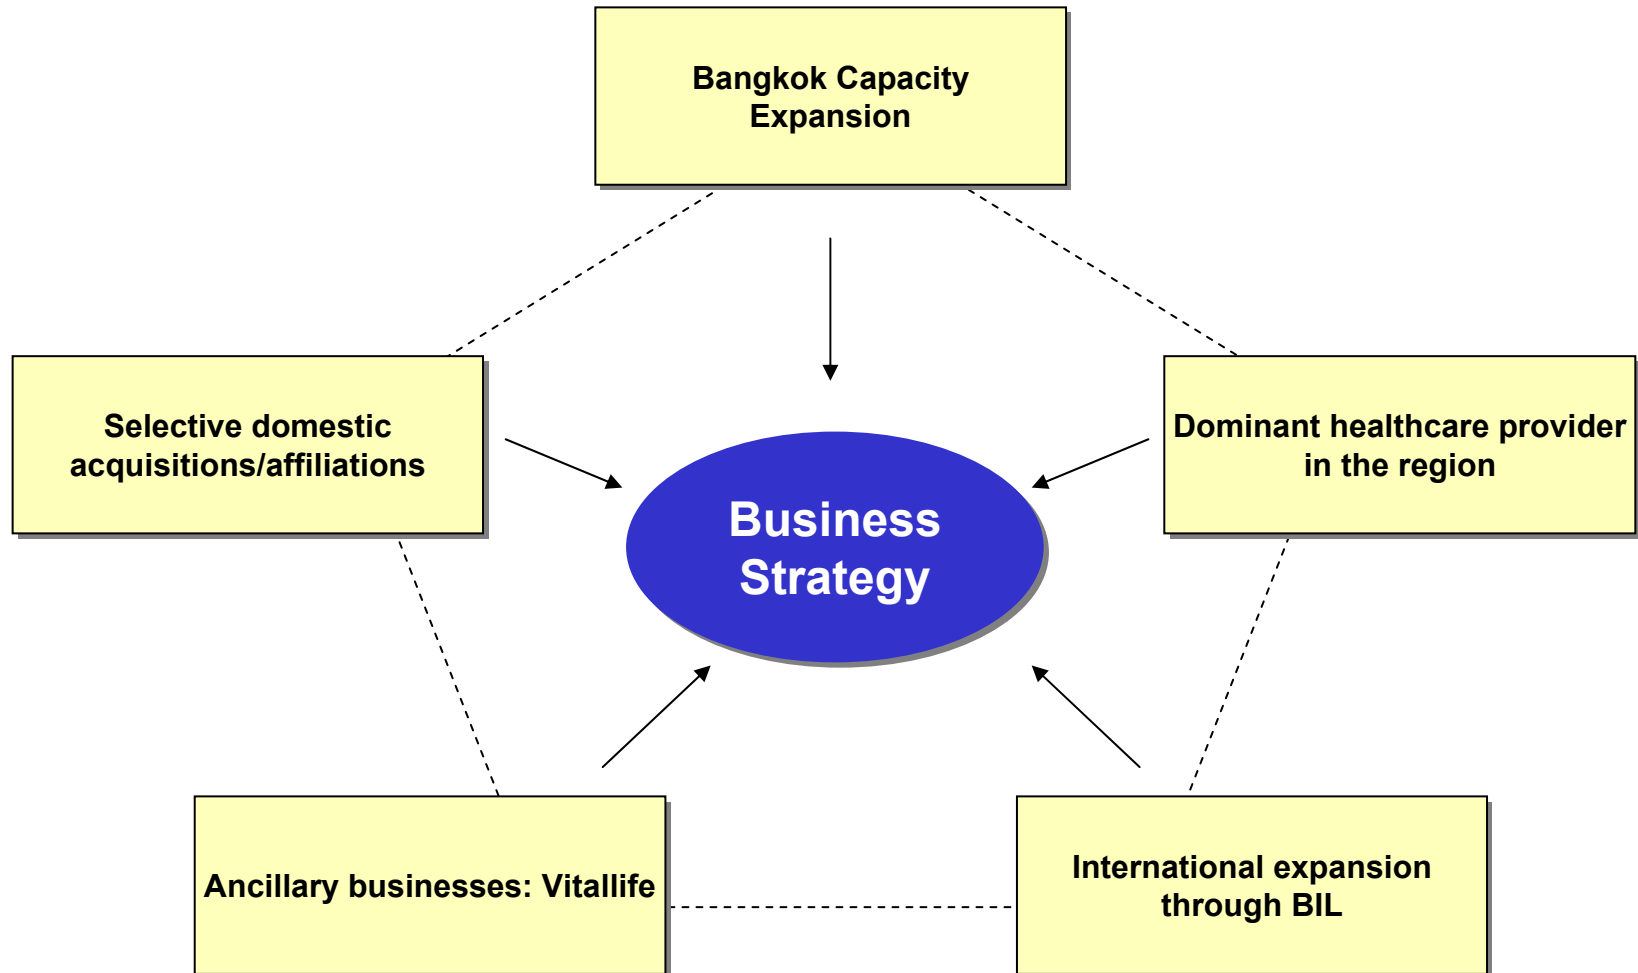 Bangkok Capacity
Expansion
Selective domestic
acquisitions/affiliations
Dominant healthcare provider
in the region
Business
Strategy
Ancillary businesses: Vitallife
International expansion
through BIL